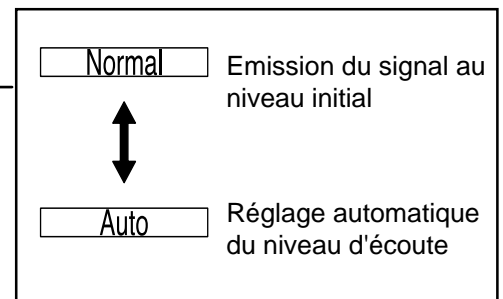 Normal
Emission du signal au
niveau initial
Auto
Réglage automatique
du niveau d'écoute